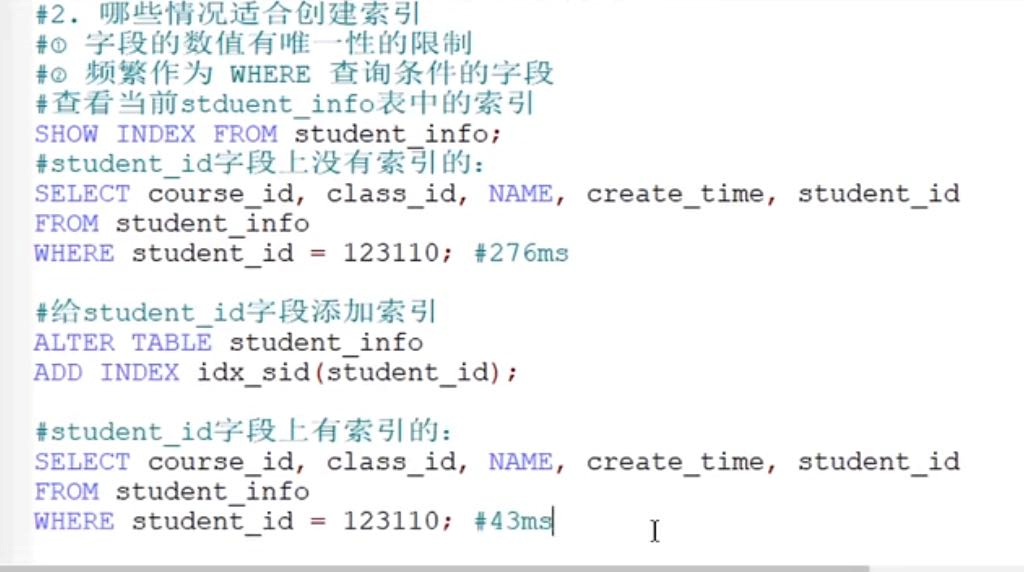 #2. 哪些情况适合创建索引
#① 字段的数值有唯一性的限制
#② 频繁作为 WHERE 查询条件的字段
#查看当前stduent_info表中的索引
SHOW INDEX FROM student_info;
#student_id字段上没有索引的：
SELECT course_id, class_id, NAME, create_time, student_id
FROM student_info
WHERE student_id = 123110; #276ms
#给student_id字段添加索引
ALTER TABLE student_info
ADD INDEX idx_sid(student_id);
#student_id字段上有索引的：
SELECT course_id, class_id, NAME, create_time, student_id
FROM student_info
WHERE student_id = 123110; #43ms